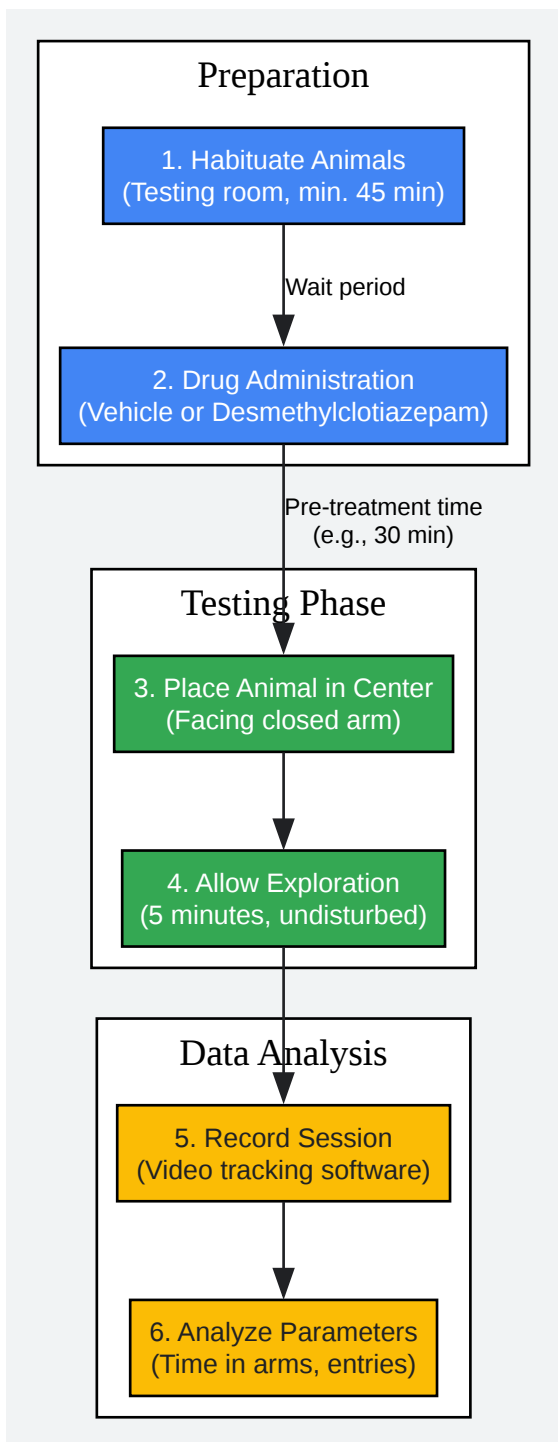 Preparation
1. Habituate Animals
(Testing room, min. 45 min)
Wait period
2. Drug Administration
(Vehicle or Desmethylclotiazepam)
Pre-treatment time
(e.g., 30 min)
Testing Phase
3. Place Animal in Center
(Facing closed arm)
4. Allow Exploration
(5 minutes, undisturbed)
Data Analysis
5. Record Session
(Video tracking software)
6. Analyze Parameters
(Time in arms, entries)